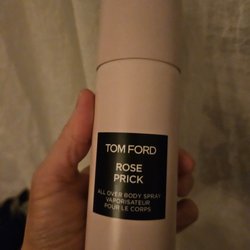 TOM FORD
ROSE
PRICK
ALL OVER BODY SPRAY
VAPORISATEUR
POUR LE CORPS